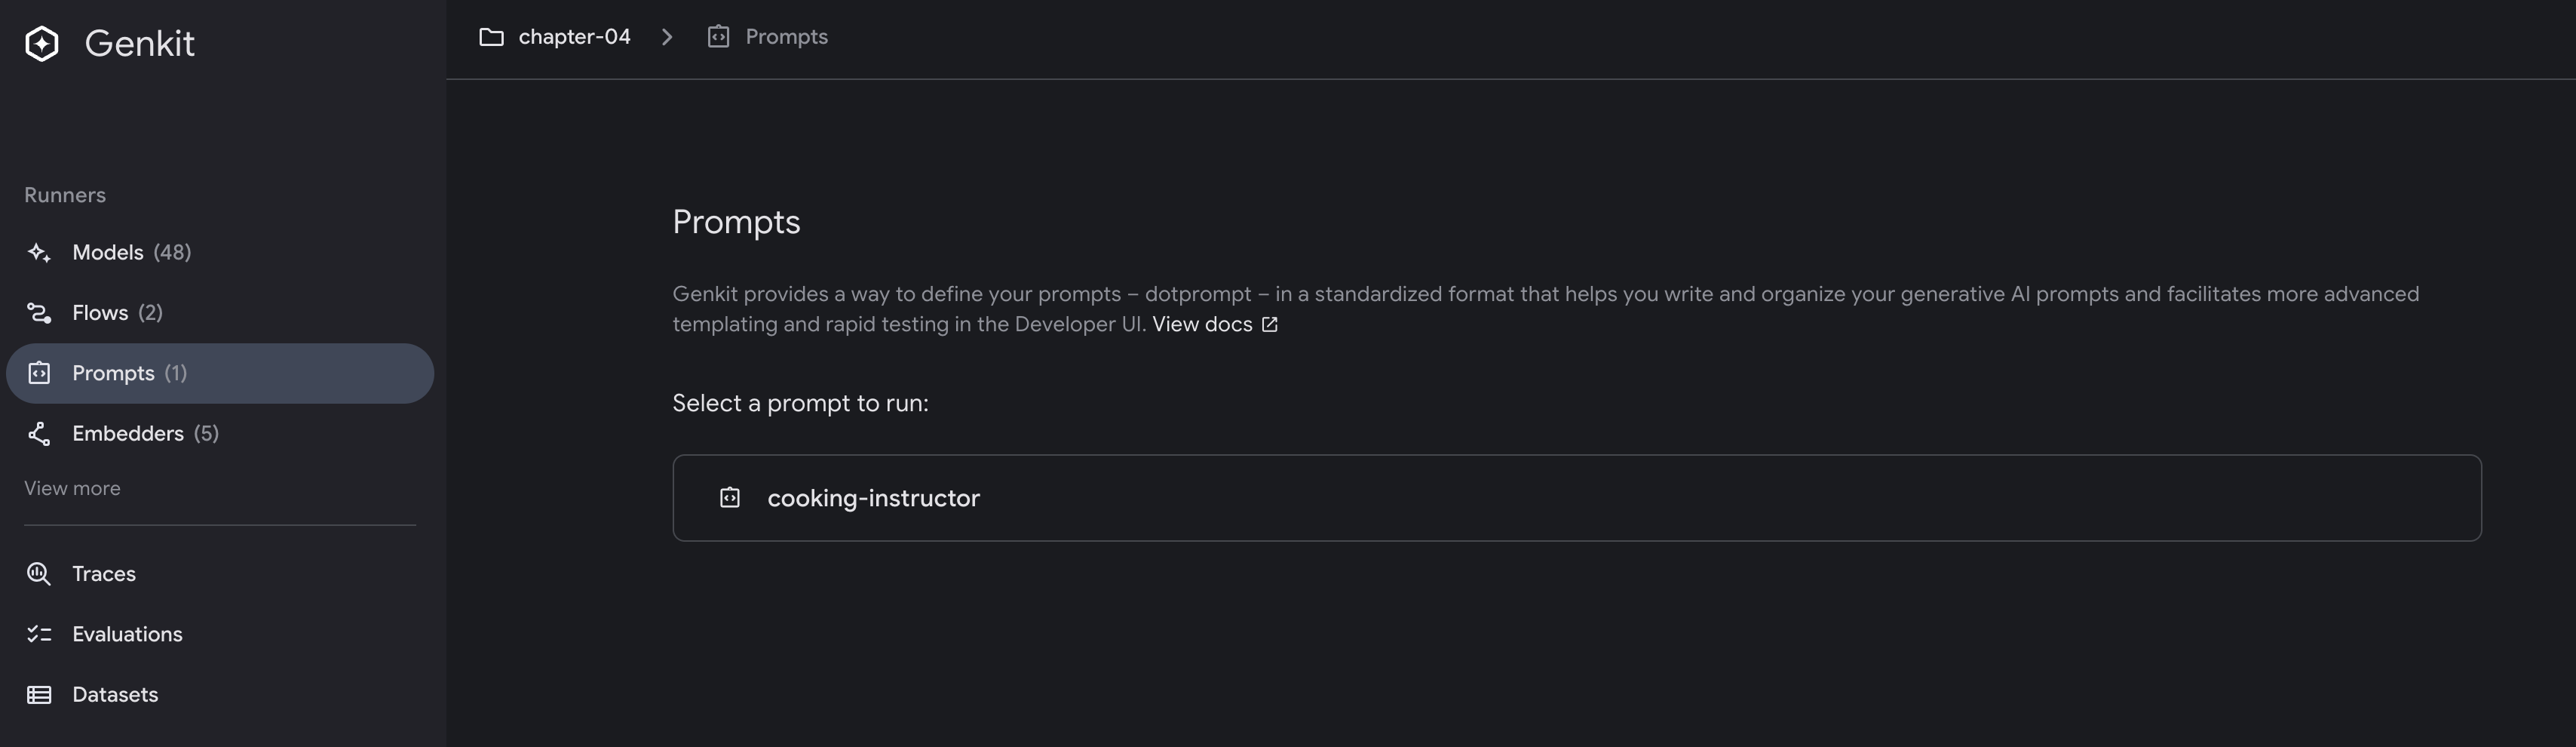 Genkit
Runners
Models (48)
Flows (2)
Prompts (1)
Embedders (5)
View more
Traces
Evaluations
Datasets
chapter-04 > Prompts
Prompts
Genkit provides a way to define your prompts – dotprompt – in a standardized format that helps you write and organize your generative AI prompts and facilitates more advanced
templating and rapid testing in the Developer UI. View docs
Select a prompt to run:
cooking-instructor